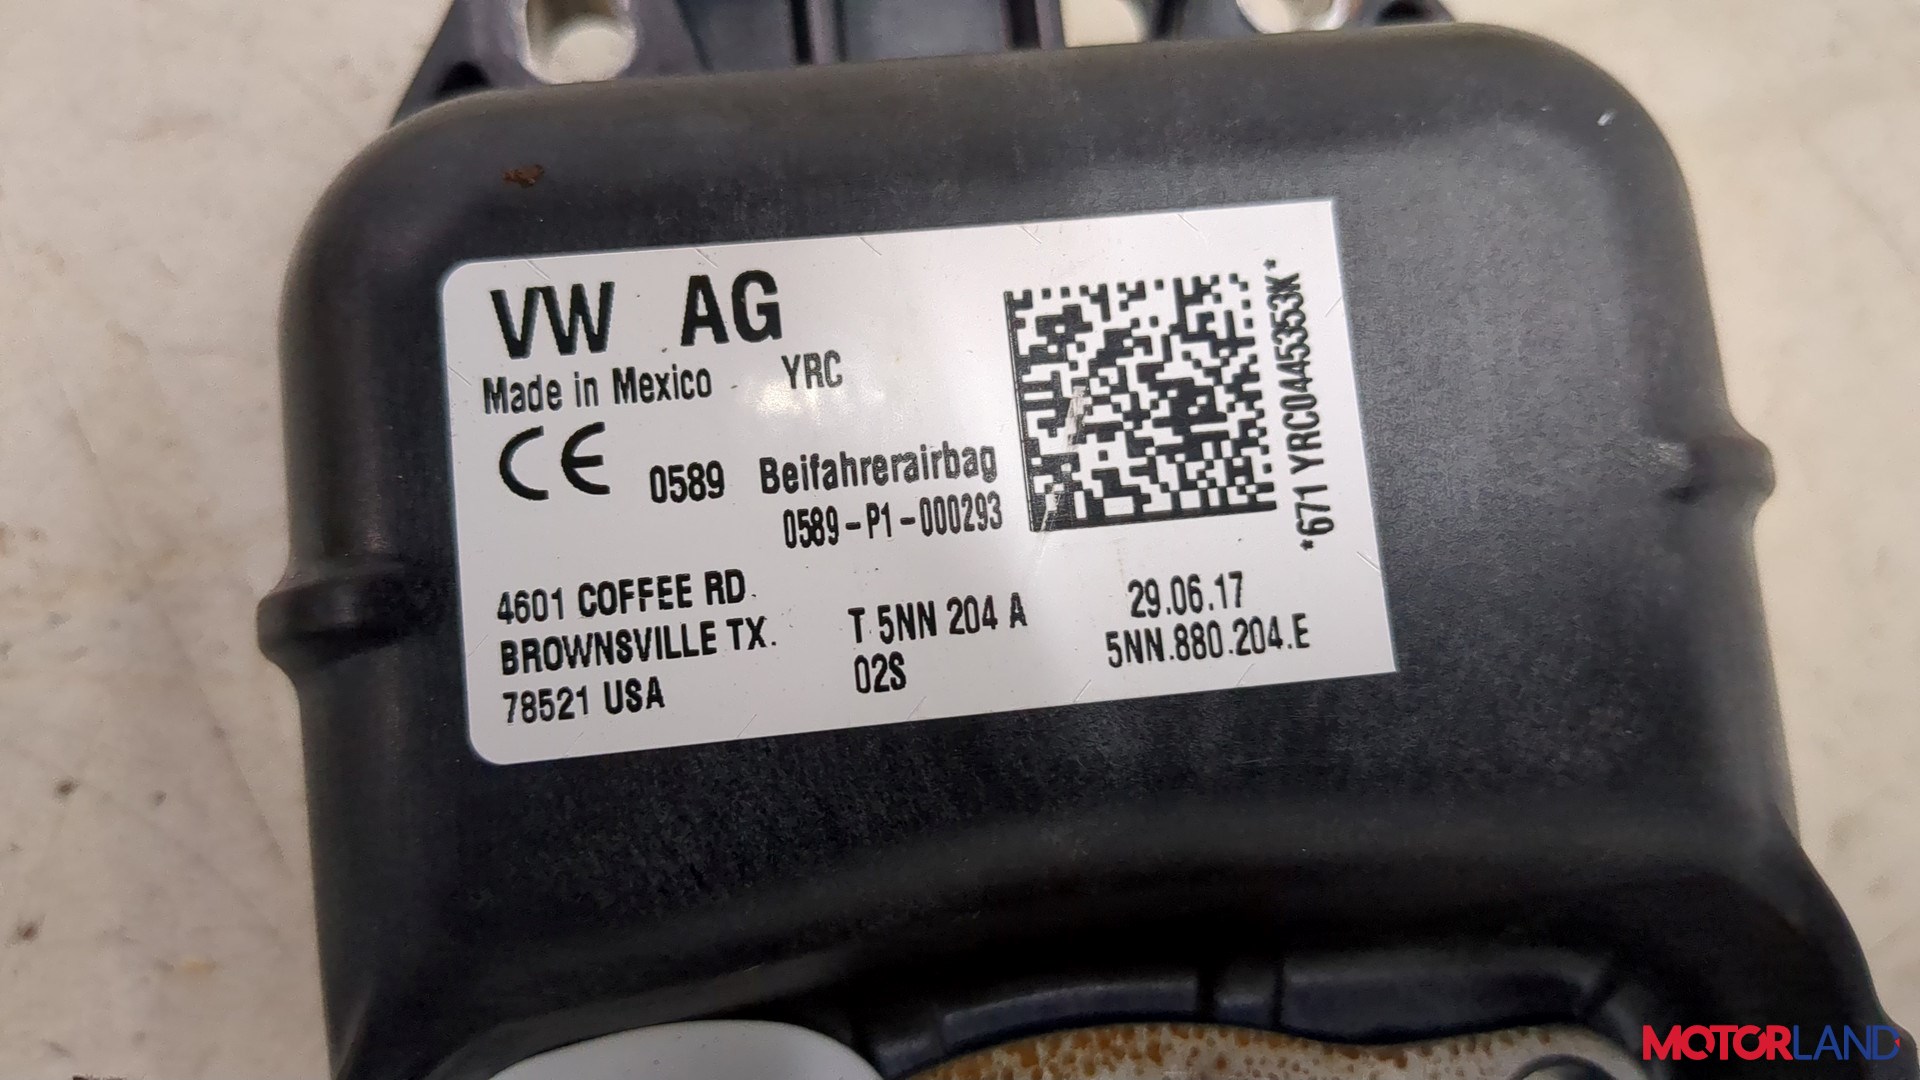 VW AG
Made in Mexico YRC
CE 0589 Beifahrerairbag
0589-P1-000293
4601 COFFEE RD.
BROWNSVILLE TX.
78521 USA
T 5NN 204 A
02S
29.06.17
5NN.880.204.E
*671 YRC0445353K*
MOTORLAND